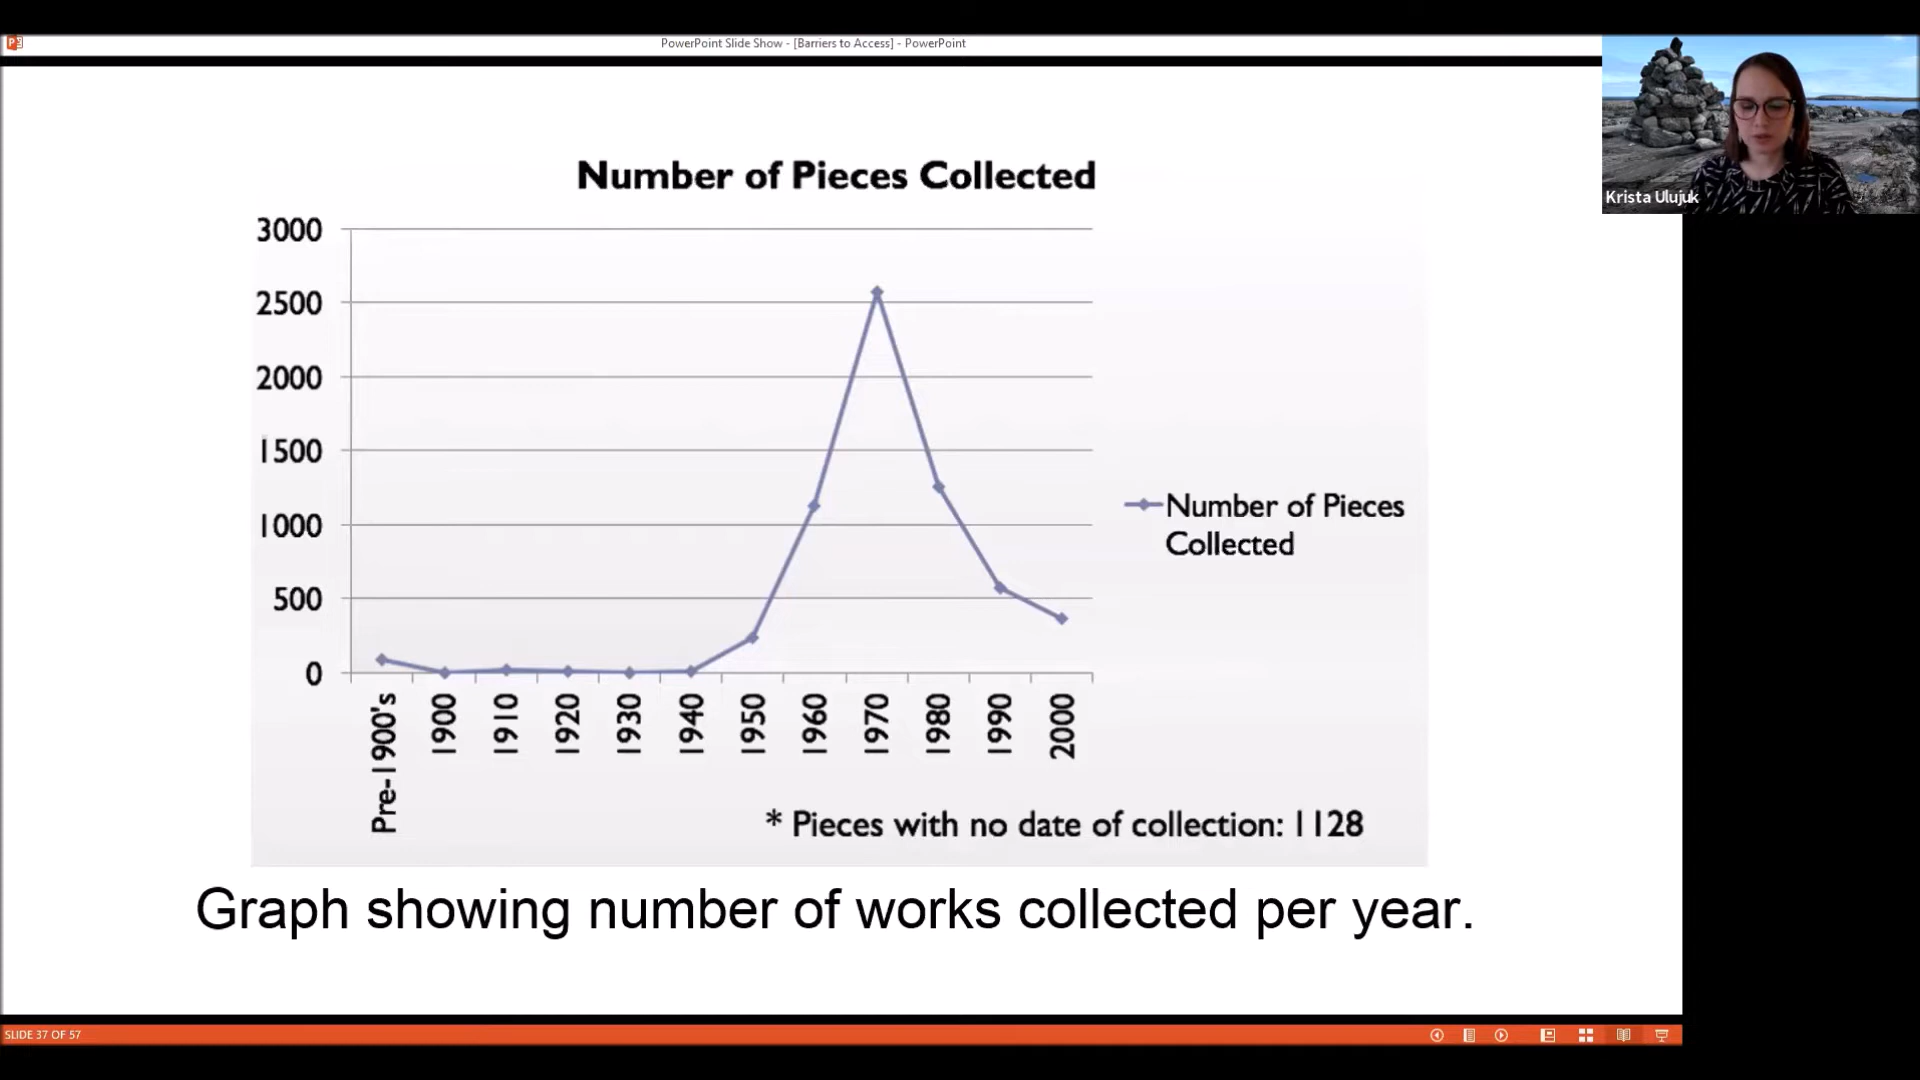 PowerPoint Slide Show - [Barriers to Access] - PowerPoint
Krista Ulujuk
Number of Pieces Collected
3000
2500
2000
1500
1000
500
0
Pre-1900's
1900
1910
1920
1930
1940
1950
1960
1970
1980
1990
2000
Number of Pieces
Collected
* Pieces with no date of collection: 1128
Graph showing number of works collected per year.
SLIDE 37 OF 57